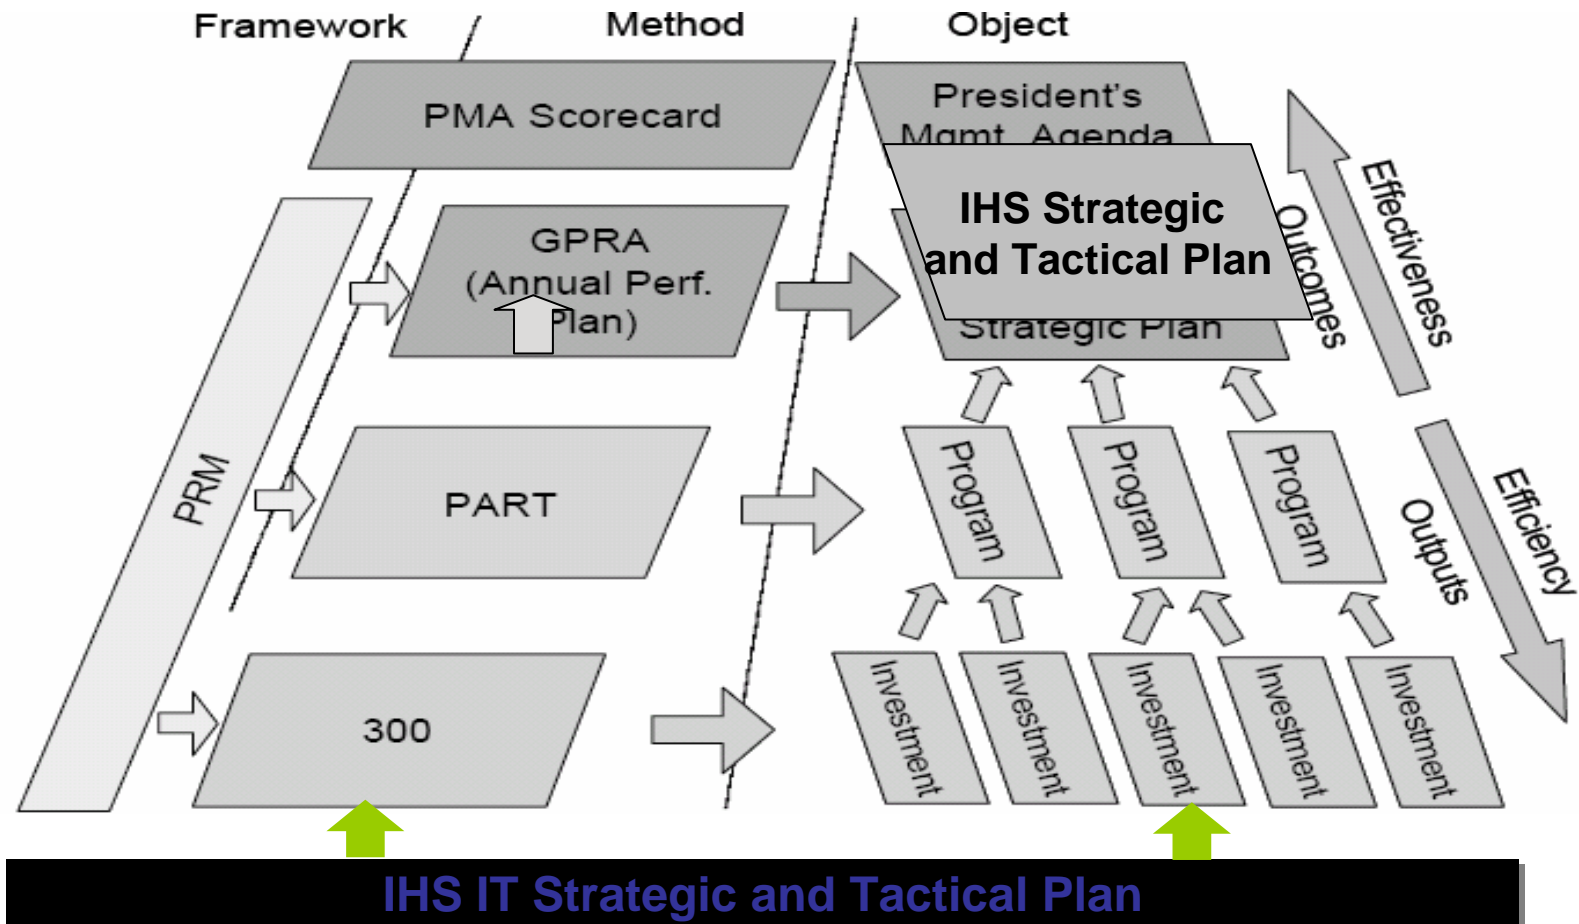 Framework
Method
Object
PMA Scorecard
President's
Mgmt. Agenda
IHS Strategic
and Tactical Plan
Strategic Plan
GPRA
(Annual Perf.
Plan)
Outcomes
Effectiveness
PRM
PART
Program
Program
Program
Outputs
Efficiency
300
Investment
Investment
Investment
Investment
Investment
IHS IT Strategic and Tactical Plan